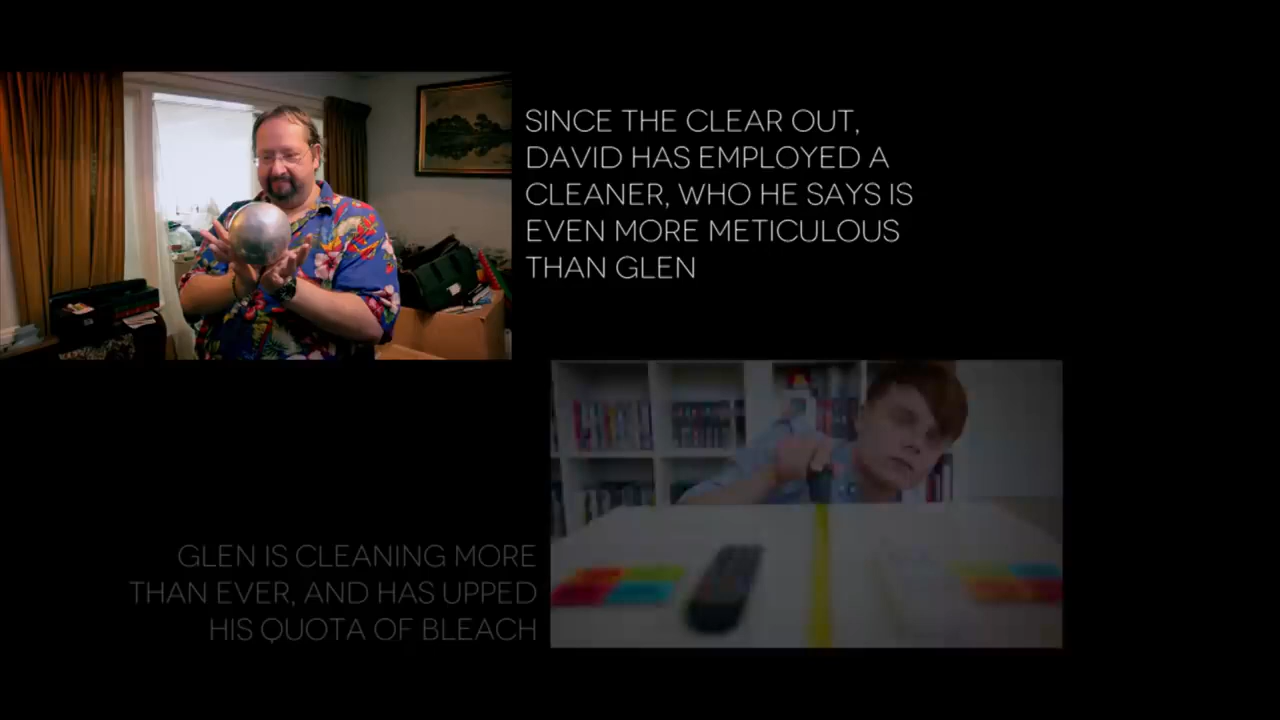 SINCE THE CLEAR OUT,
DAVID HAS EMPLOYED A
CLEANER, WHO HE SAYS IS
EVEN MORE METICULOUS
THAN GLEN
GLEN IS CLEANING MORE
THAN EVER, AND HAS UPPED
HIS QUOTA OF BLEACH